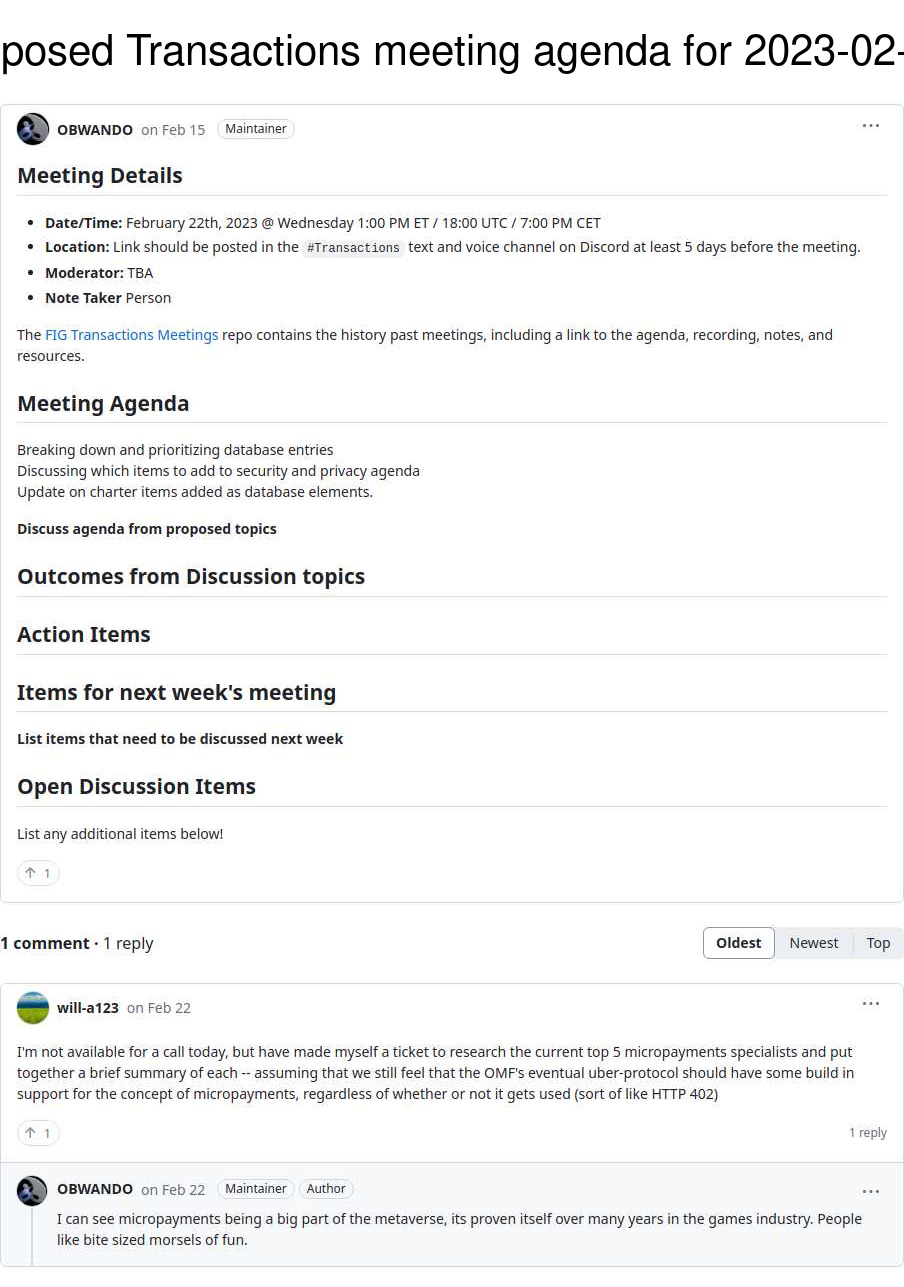 posed Transactions meeting agenda for 2023-02-
OBWANDO on Feb 15 Maintainer ...
Meeting Details
• Date/Time: February 22th, 2023 @ Wednesday 1:00 PM ET / 18:00 UTC / 7:00 PM CET
• Location: Link should be posted in the #Transactions text and voice channel on Discord at least 5 days before the meeting.
• Moderator: TBA
• Note Taker Person
The FIG Transactions Meetings repo contains the history past meetings, including a link to the agenda, recording, notes, and
resources.
Meeting Agenda
Breaking down and prioritizing database entries
Discussing which items to add to security and privacy agenda
Update on charter items added as database elements.
Discuss agenda from proposed topics
Outcomes from Discussion topics
Action Items
Items for next week's meeting
List items that need to be discussed next week
Open Discussion Items
List any additional items below!
↑ 1
1 comment · 1 reply Oldest Newest Top
will-a123 on Feb 22 ...
I'm not available for a call today, but have made myself a ticket to research the current top 5 micropayments specialists and put
together a brief summary of each -- assuming that we still feel that the OMF's eventual uber-protocol should have some build in
support for the concept of micropayments, regardless of whether or not it gets used (sort of like HTTP 402)
↑ 1 1 reply
OBWANDO on Feb 22 Maintainer Author ...
I can see micropayments being a big part of the metaverse, its proven itself over many years in the games industry. People
like bite sized morsels of fun.